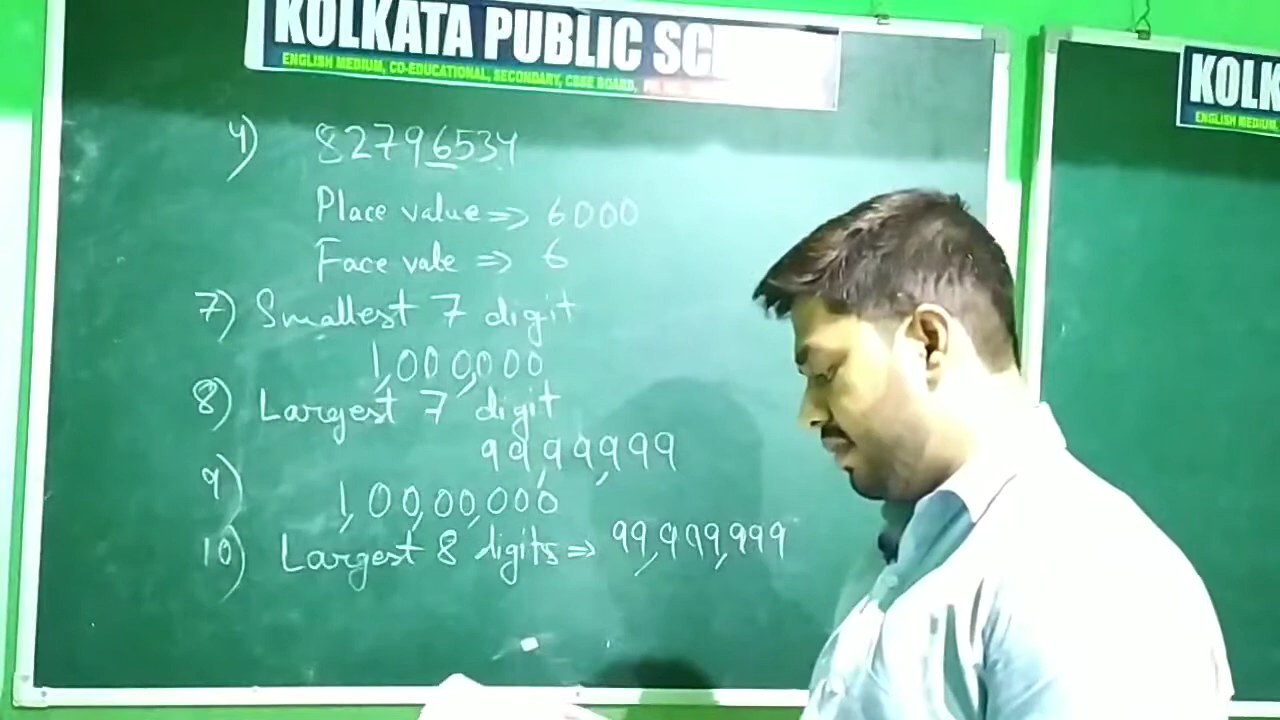 KOLKATA PUBLIC SC
ENGLISH MEDIUM, CO-EDUCATIONAL, SECONDARY, CBSE BOARD,
KOLK
ENGLISH MEDIUM,
4) 82796534
Place value => 6000
Face vale => 6
7) Smallest 7 digit
1,000,000
8) Largest 7 digit
99,99,999
9) 1,00,00,000
10) Largest 8 digits => 99,999,999